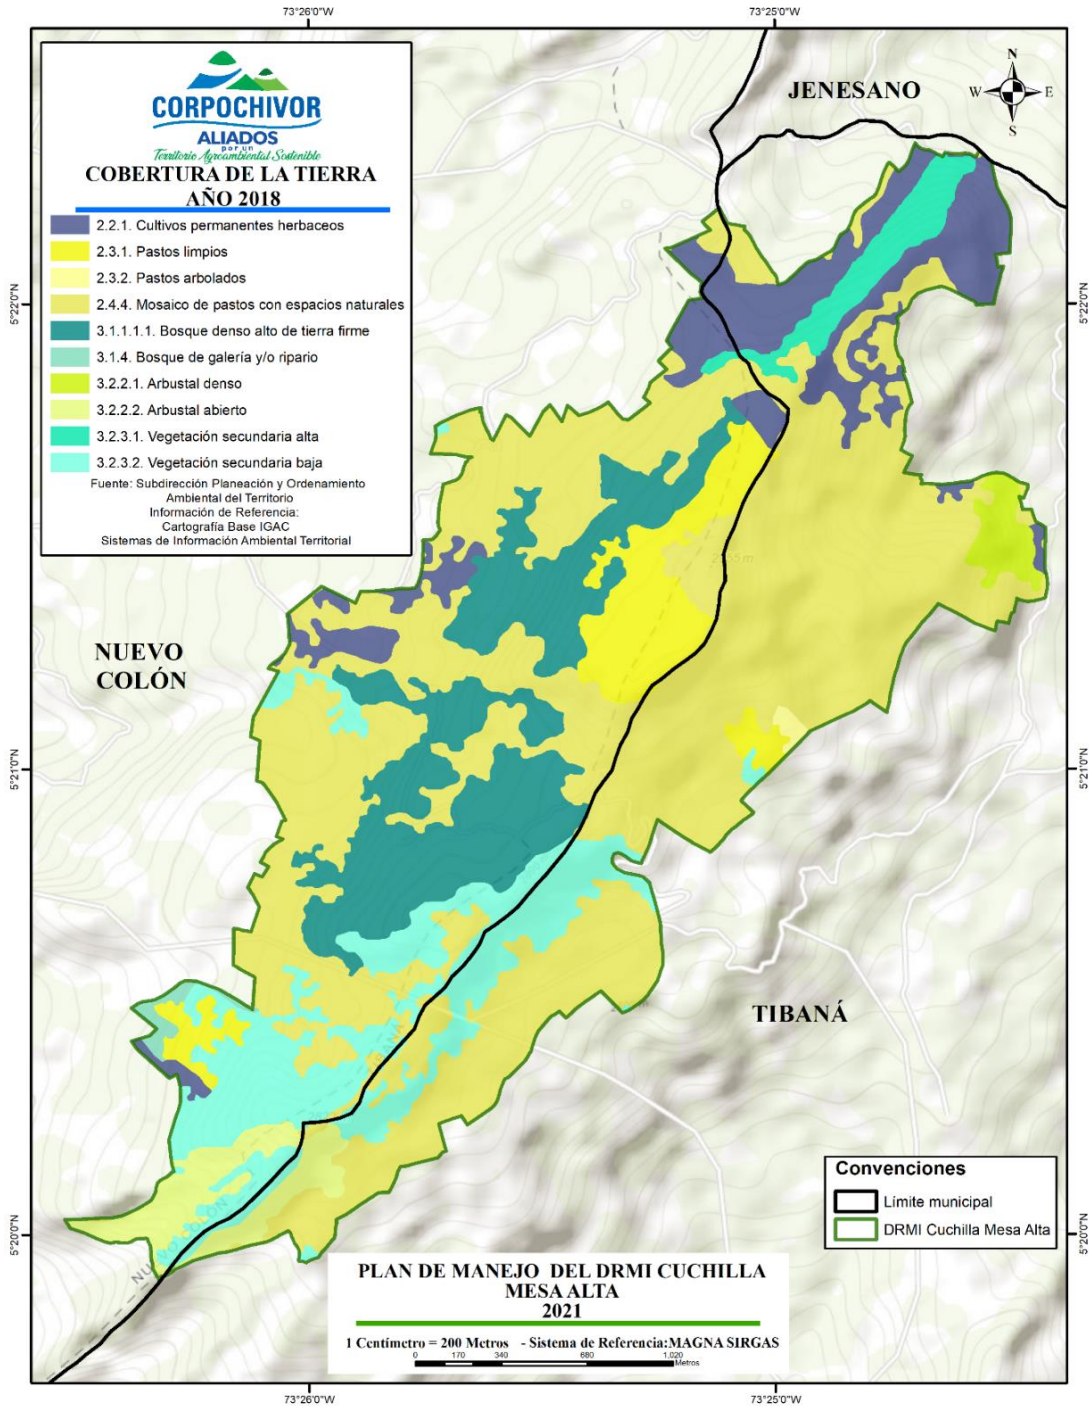 73°26'0"W
73°25'0"W
CORPOCHIVOR
ALIADOS
por un
Territorio Agroambiental Sostenible
COBERTURA DE LA TIERRA
AÑO 2018
2.2.1. Cultivos permanentes herbaceos
2.3.1. Pastos limpios
2.3.2. Pastos arbolados
2.4.4. Mosaico de pastos con espacios naturales
3.1.1.1.1. Bosque denso alto de tierra firme
3.1.4. Bosque de galería y/o ripario
3.2.2.1. Arbustal denso
3.2.2.2. Arbustal abierto
3.2.3.1. Vegetación secundaria alta
3.2.3.2. Vegetación secundaria baja
Fuente: Subdirección Planeación y Ordenamiento
Ambiental del Territorio
Información de Referencia:
Cartografía Base IGAC
Sistemas de Información Ambiental Territorial
N
W
E
S
JENESANO
5°22'0"N
5°22'0"N
NUEVO
COLÓN
5°21'0"N
5°21'0"N
TIBANÁ
NUEVO COLÓN
5°20'0"N
5°20'0"N
Convenciones
Límite municipal
DRMI Cuchilla Mesa Alta
PLAN DE MANEJO DEL DRMI CUCHILLA
MESA ALTA
2021
1 Centímetro = 200 Metros - Sistema de Referencia:MAGNA SIRGAS
0 170 340 680 1.020
Metros
73°26'0"W
73°25'0"W